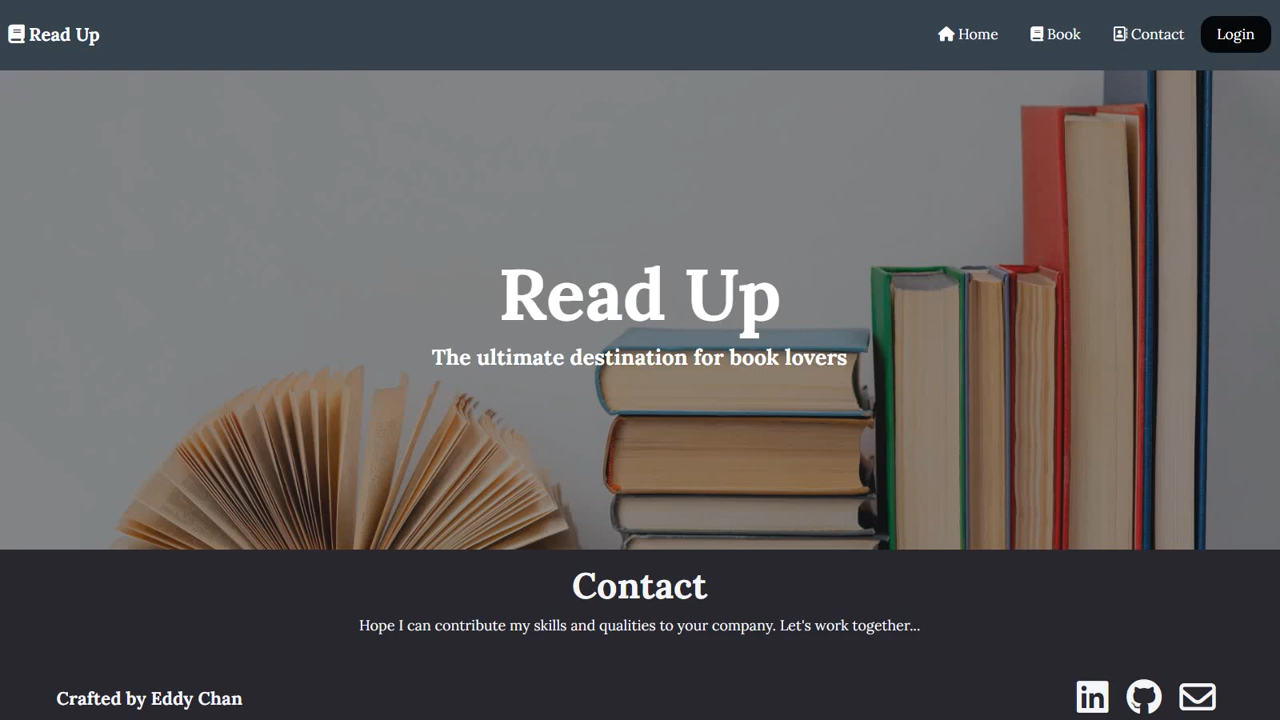 Read Up
Home
Book
Contact
Login
Read Up
The ultimate destination for book lovers
Contact
Hope I can contribute my skills and qualities to your company. Let's work together...
Crafted by Eddy Chan
in